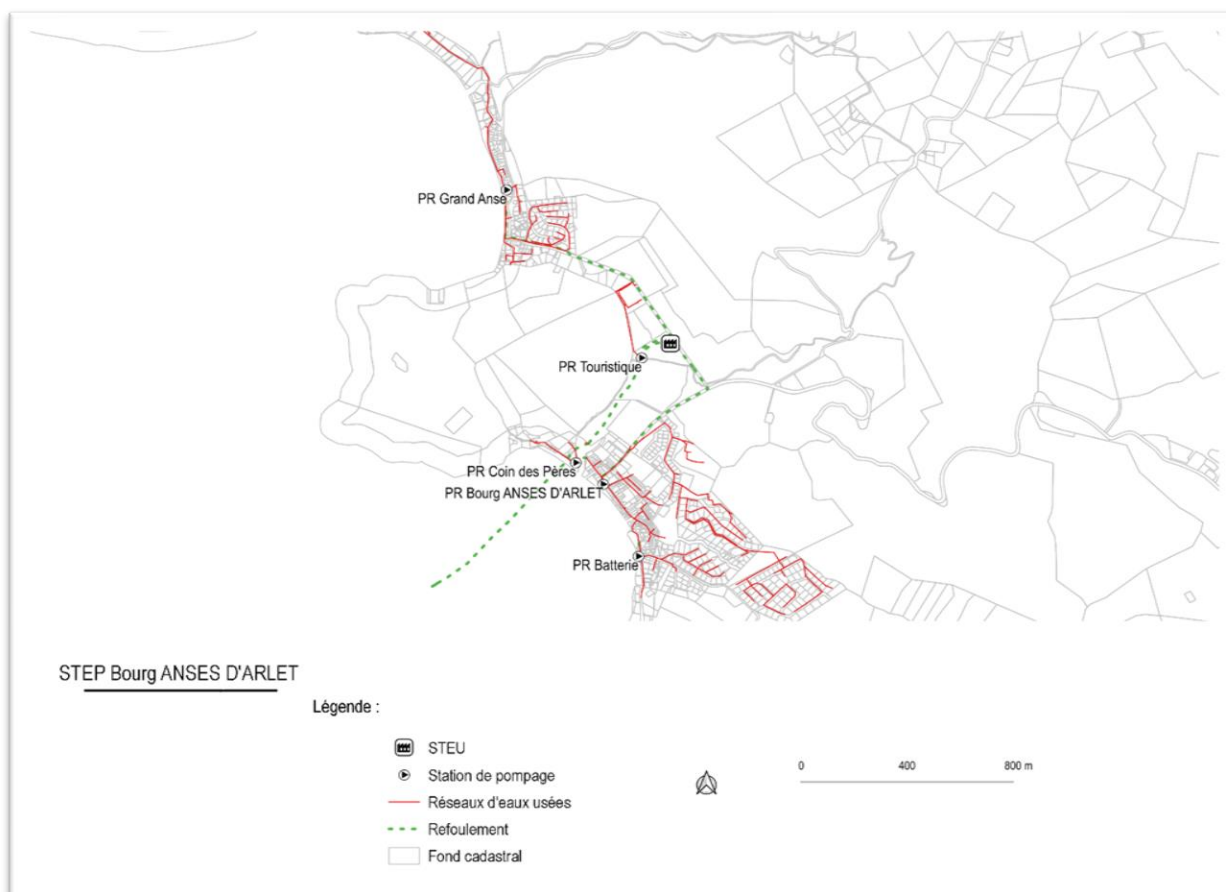 PR Grand Anse
PR Touristique
PR Coin des Pères
PR Bourg ANSES D'ARLET
PR Batterie
STEP Bourg ANSES D'ARLET
Légende :
STEU
Station de pompage
Réseaux d'eaux usées
Refoulement
Fond cadastral
0 400 800 m